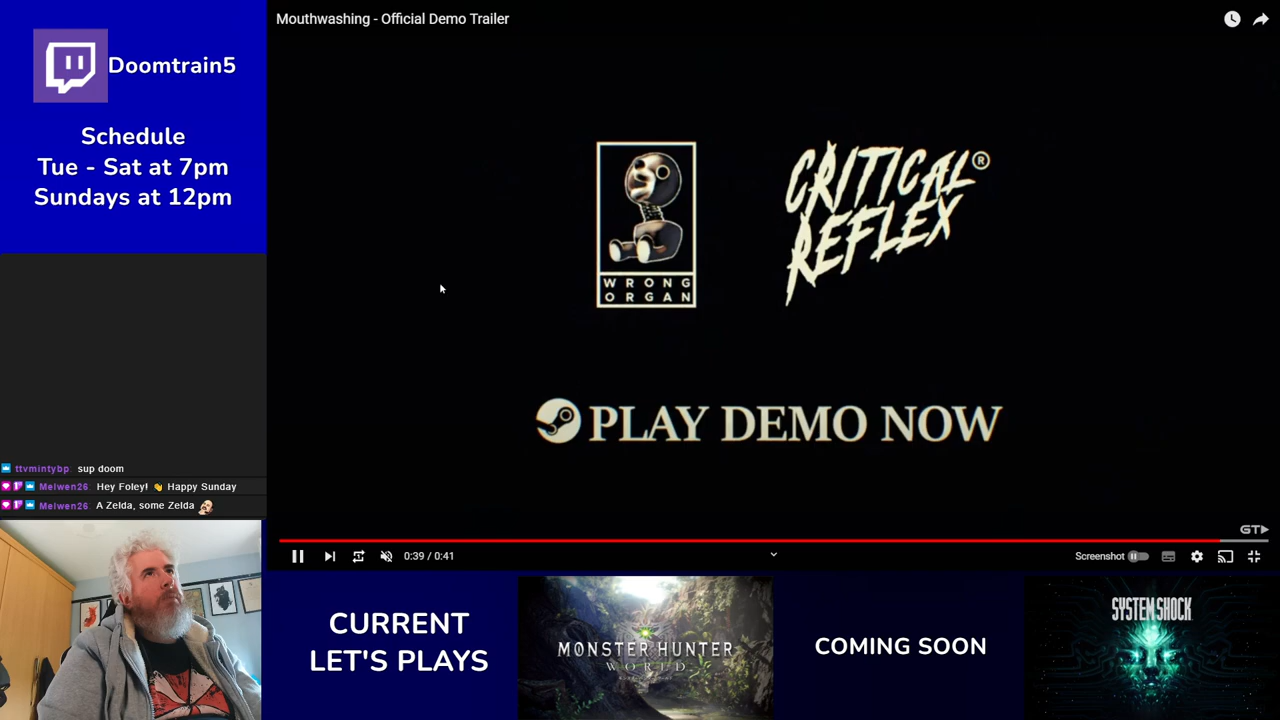 Doomtrain5
Schedule
Tue - Sat at 7pm
Sundays at 12pm
ttvmintybp: sup doom
Melwen26: Hey Foley! 👋 Happy Sunday
Melwen26: A Zelda, some Zelda
Mouthwashing - Official Demo Trailer
WRONG
ORGAN
CRITICAL
REFLEX®
PLAY DEMO NOW
GT
0:39 / 0:41
Screenshot
CURRENT
LET'S PLAYS
MONSTER HUNTER
WORLD
COMING SOON
SYSTEM SHOCK